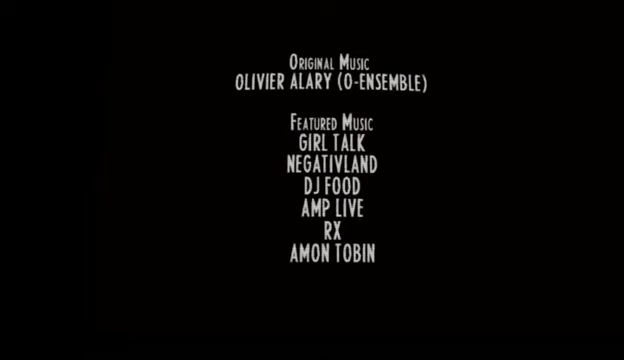 Original Music
OLIVIER ALARY (O-ENSEMBLE)
Featured Music
GIRL TALK
NEGATIVLAND
DJ FOOD
AMP LIVE
RX
AMON TOBIN